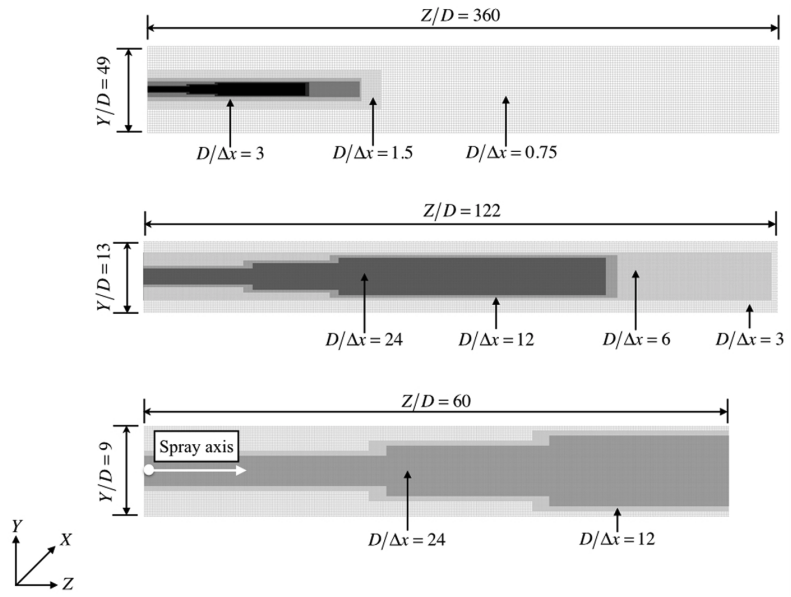 Z/D = 360
Y/D = 49
D/Δx = 3
D/Δx = 1.5
D/Δx = 0.75
Z/D = 122
Y/D = 13
D/Δx = 24
D/Δx = 12
D/Δx = 6
D/Δx = 3
Z/D = 60
Y/D = 9
Spray axis
D/Δx = 24
D/Δx = 12
Y
X
Z